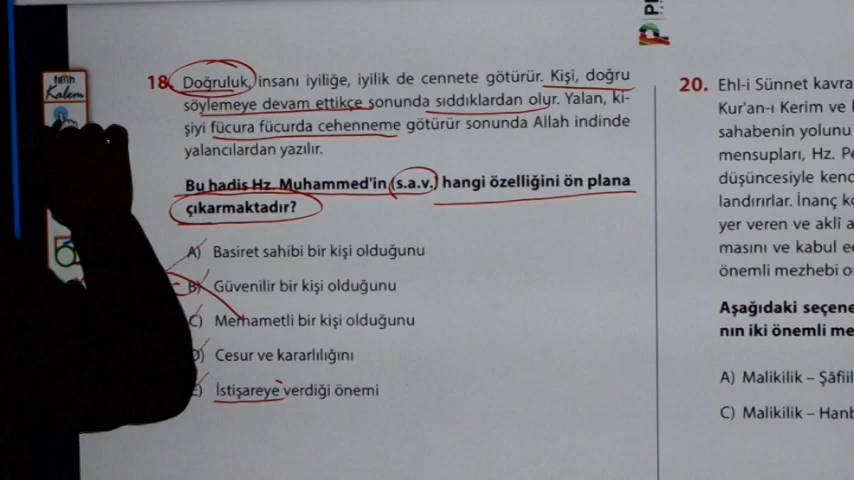 fatih
Kalem
18. Doğruluk, insanı iyiliğe, iyilik de cennete götürür. Kişi, doğru
söylemeye devam ettikçe sonunda sıddıklardan olur. Yalan, ki-
şiyi fücura fücurda cehenneme götürür sonunda Allah indinde
yalancılardan yazılır.
Bu hadis Hz. Muhammed'in (s.a.v.) hangi özelliğini ön plana
çıkarmaktadır?
A) Basiret sahibi bir kişi olduğunu
B) Güvenilir bir kişi olduğunu
C) Merhametli bir kişi olduğunu
D) Cesur ve kararlılığını
E) İstişareye verdiği önemi
20. Ehl-i Sünnet kavra
Kur'an-ı Kerim ve
sahabenin yolunu
mensupları, Hz. Pe
düşüncesiyle kend
landırırlar. İnanç k
yer veren ve aklî a
masını ve kabul e
önemli mezhebi o
Aşağıdaki seçene
nın iki önemli me
A) Malikilik – Şâfiil
C) Malikilik – Hanb